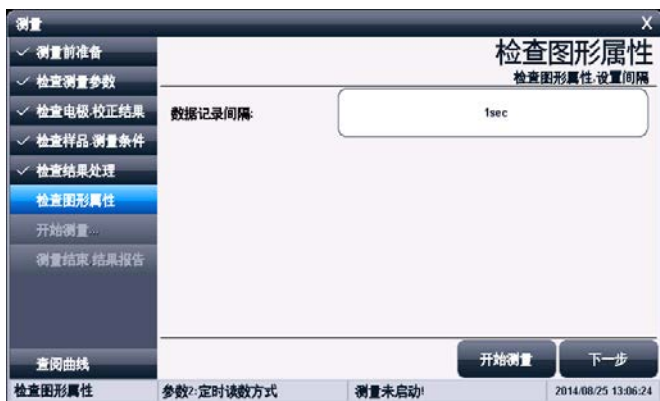 测量 X
✓ 测量前准备
✓ 检查测量参数
✓ 检查电极.校正结果
✓ 检查样品.测量条件
✓ 检查结果处理
检查图形属性
开始测量...
测量结束.结果报告
查阅曲线
检查图形属性
检查图形属性.设置间隔
数据记录间隔: 1sec
开始测量 下一步
检查图形属性 参数2:定时读数方式 测量未启动! 2014/08/25 13:06:24